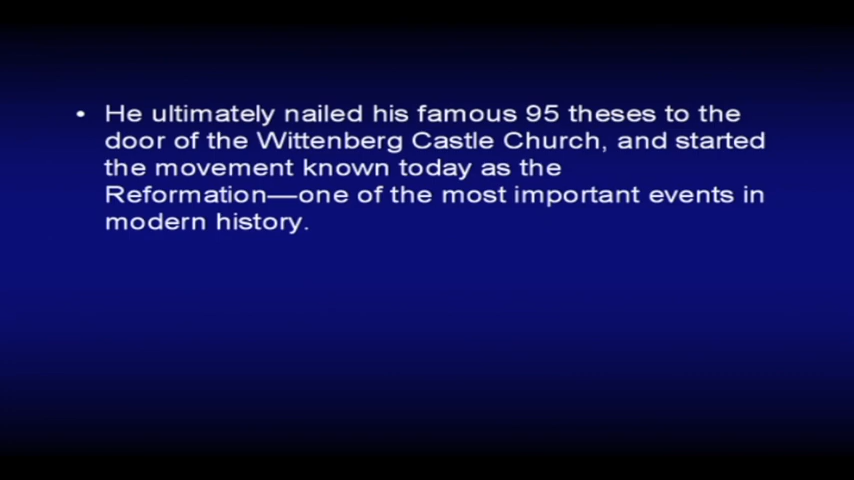 • He ultimately nailed his famous 95 theses to the
door of the Wittenberg Castle Church, and started
the movement known today as the
Reformation—one of the most important events in
modern history.